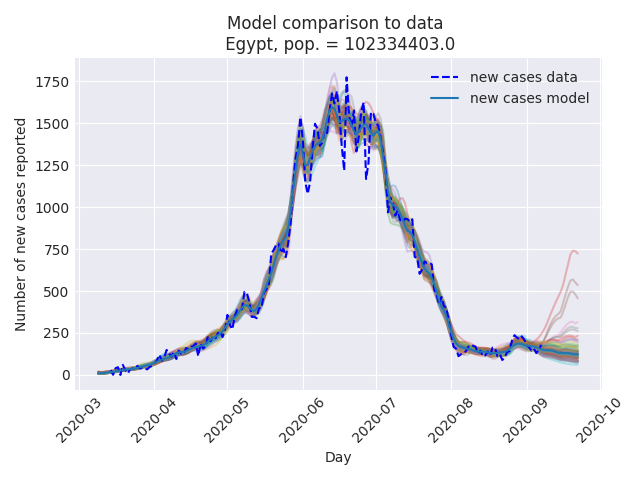 Model comparison to data
Egypt, pop. = 102334403.0
new cases data
new cases model
1750
1500
1250
1000
750
500
250
0
Number of new cases reported
2020-03
2020-04
2020-05
2020-06
2020-07
2020-08
2020-09
2020-10
Day